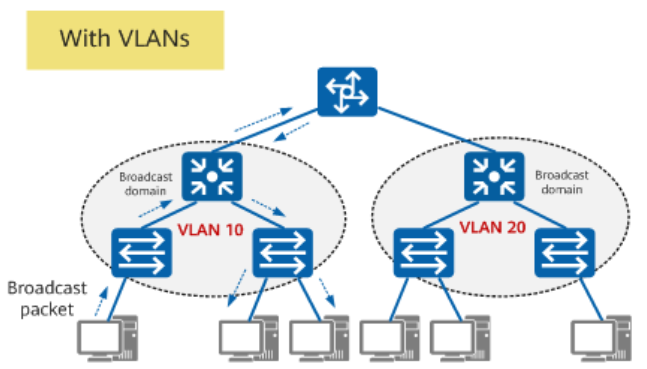 With VLANs
Broadcast
domain
Broadcast
domain
VLAN 10
VLAN 20
Broadcast
packet